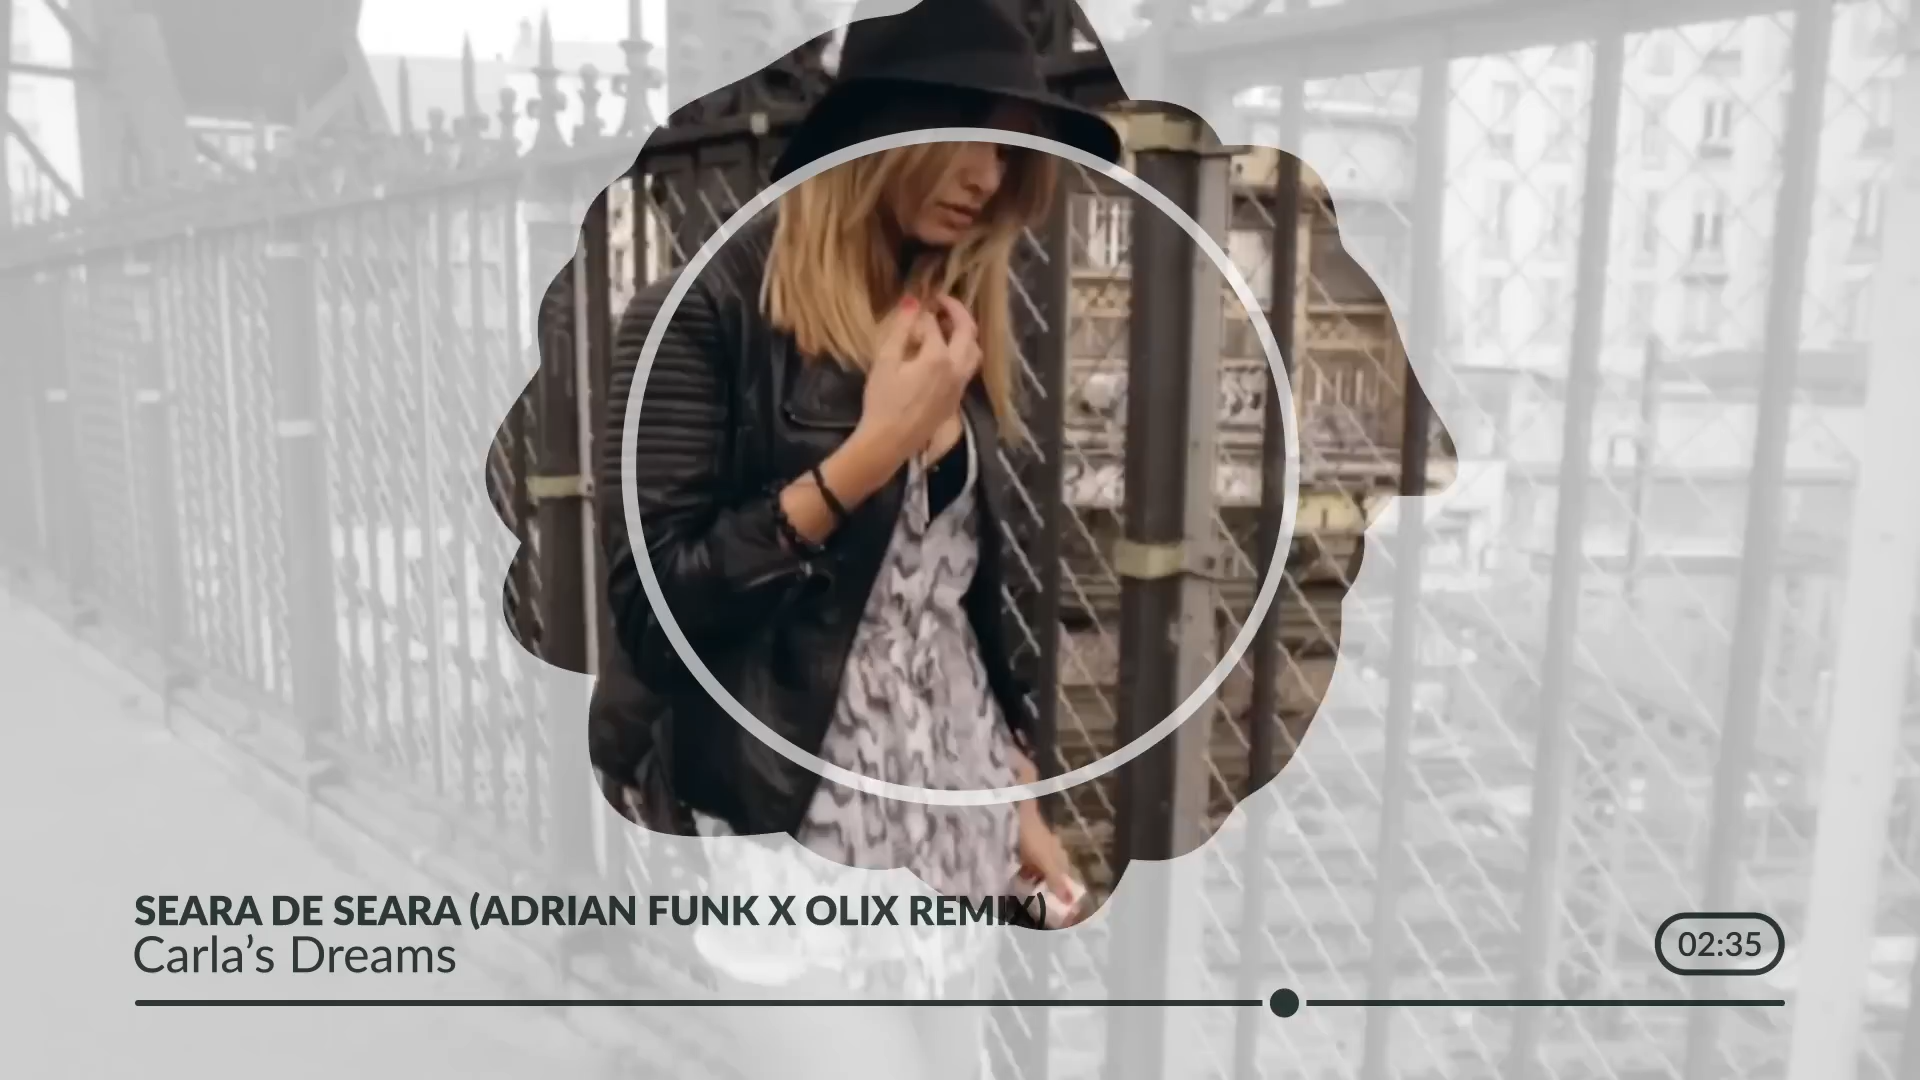 SEARA DE SEARA (ADRIAN FUNK X OLIX REMIX)
Carla’s Dreams
02:35